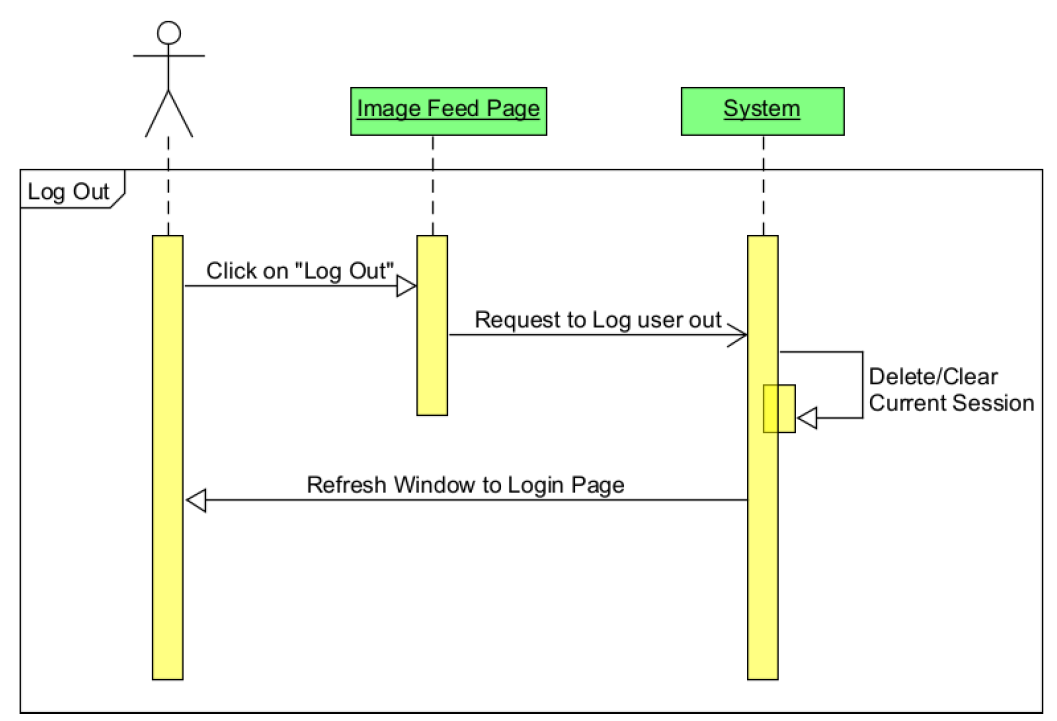 Image Feed Page
System
Log Out
Click on "Log Out"
Request to Log user out
Delete/Clear
Current Session
Refresh Window to Login Page